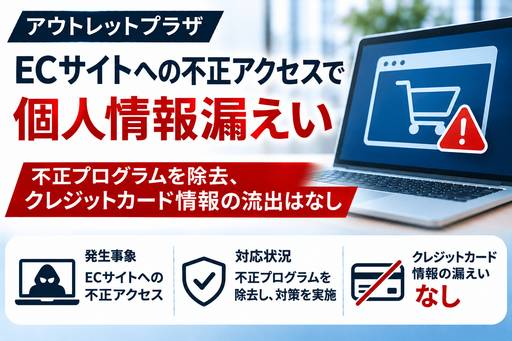 アウトレットプラザ
ECサイトへの不正アクセスで
個人情報漏えい
不正プログラムを除去、
クレジットカード情報の流出はなし
発生事象
ECサイトへの
不正アクセス
対応状況
不正プログラムを
除去し、対策を実施
クレジットカード
情報の漏えい
なし